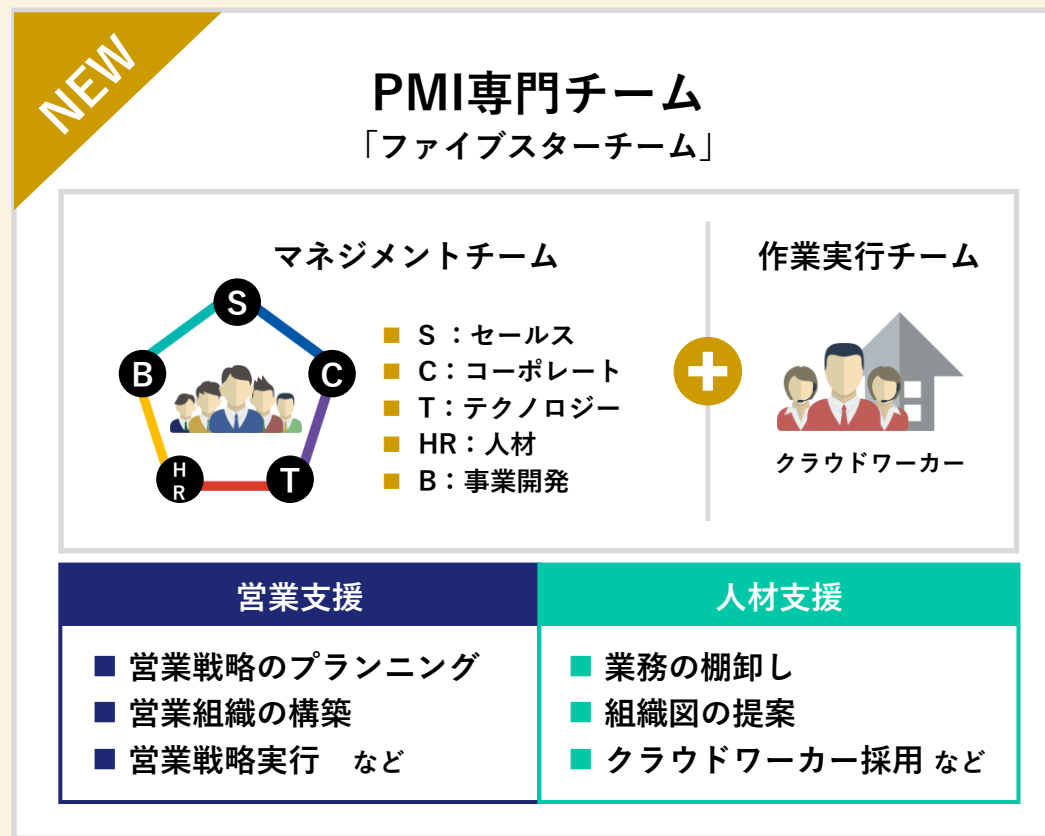 NEW
PMI専門チーム
「ファイブスターチーム」
マネジメントチーム
S
B
C
H
R
T
■ S ：セールス
■ C：コーポレート
■ T：テクノロジー
■ HR：人材
■ B：事業開発
作業実行チーム
クラウドワーカー
営業支援
■ 営業戦略のプランニング
■ 営業組織の構築
■ 営業戦略実行 など
人材支援
■ 業務の棚卸し
■ 組織図の提案
■ クラウドワーカー採用 など